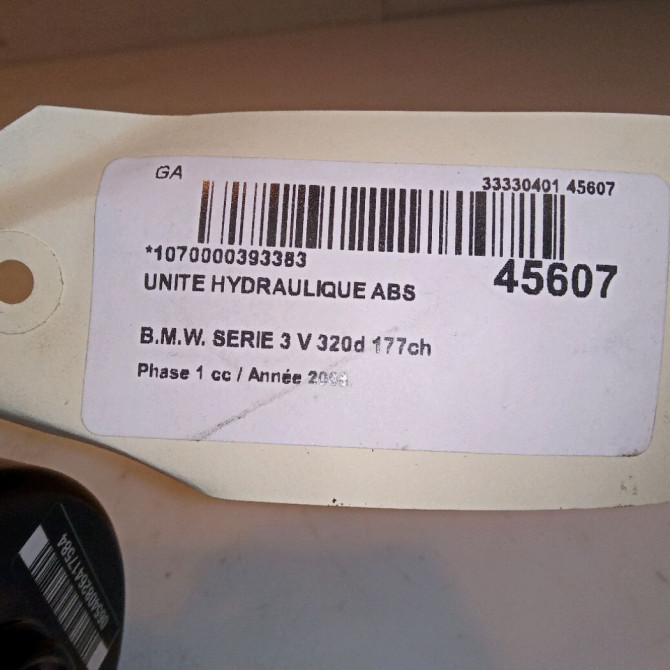 GA
33330401 45607
*1070000393383
45607
UNITE HYDRAULIQUE ABS
B.M.W. SERIE 3 V 320d 177ch
Phase 1 cc / Année